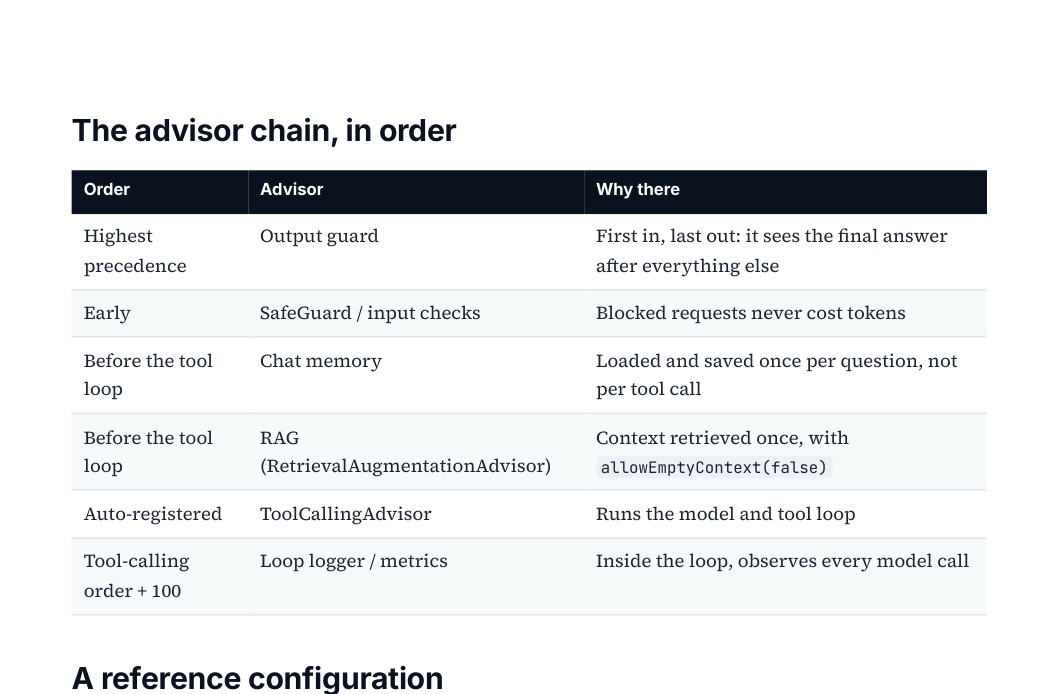 The advisor chain, in order
Order Advisor Why there
Highest Output guard First in, last out: it sees the final answer
precedence after everything else
Early SafeGuard / input checks Blocked requests never cost tokens
Before the tool Chat memory Loaded and saved once per question, not
loop per tool call
Before the tool RAG Context retrieved once, with
loop (RetrievalAugmentationAdvisor) allowEmptyContext(false)
Auto-registered ToolCallingAdvisor Runs the model and tool loop
Tool-calling Loop logger / metrics Inside the loop, observes every model call
order + 100
A reference configuration